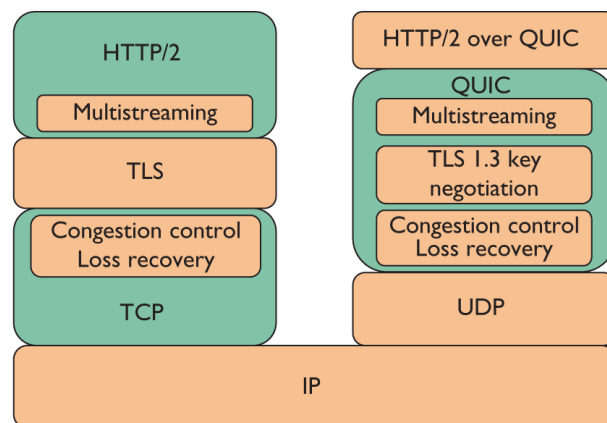 HTTP/2
Multistreaming
TLS
Congestion control
Loss recovery
TCP
HTTP/2 over QUIC
QUIC
Multistreaming
TLS 1.3 key
negotiation
Congestion control
Loss recovery
UDP
IP